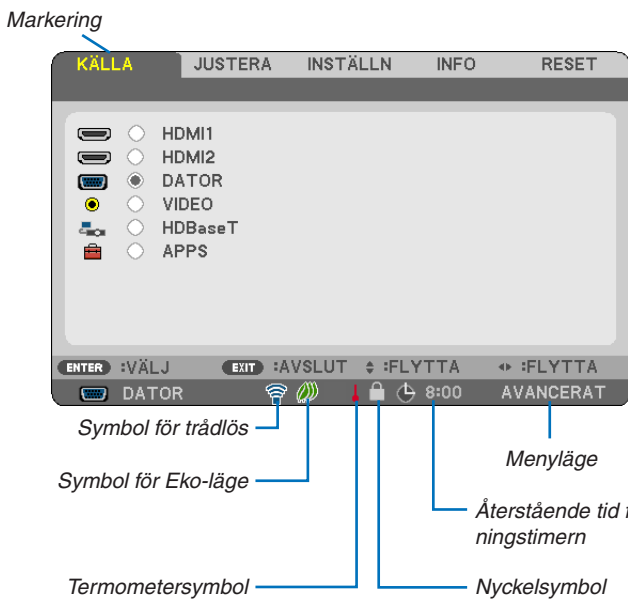 Markering
KÄLLA JUSTERA INSTÄLLN INFO RESET
HDMI1
HDMI2
DATOR
VIDEO
HDBaseT
APPS
ENTER :VÄLJ EXIT :AVSLUT :FLYTTA :FLYTTA
DATOR 8:00 AVANCERAT
Symbol för trådlös
Menyläge
Symbol för Eko-läge
Återstående tid
ningstimern
Termometersymbol
Nyckelsymbol